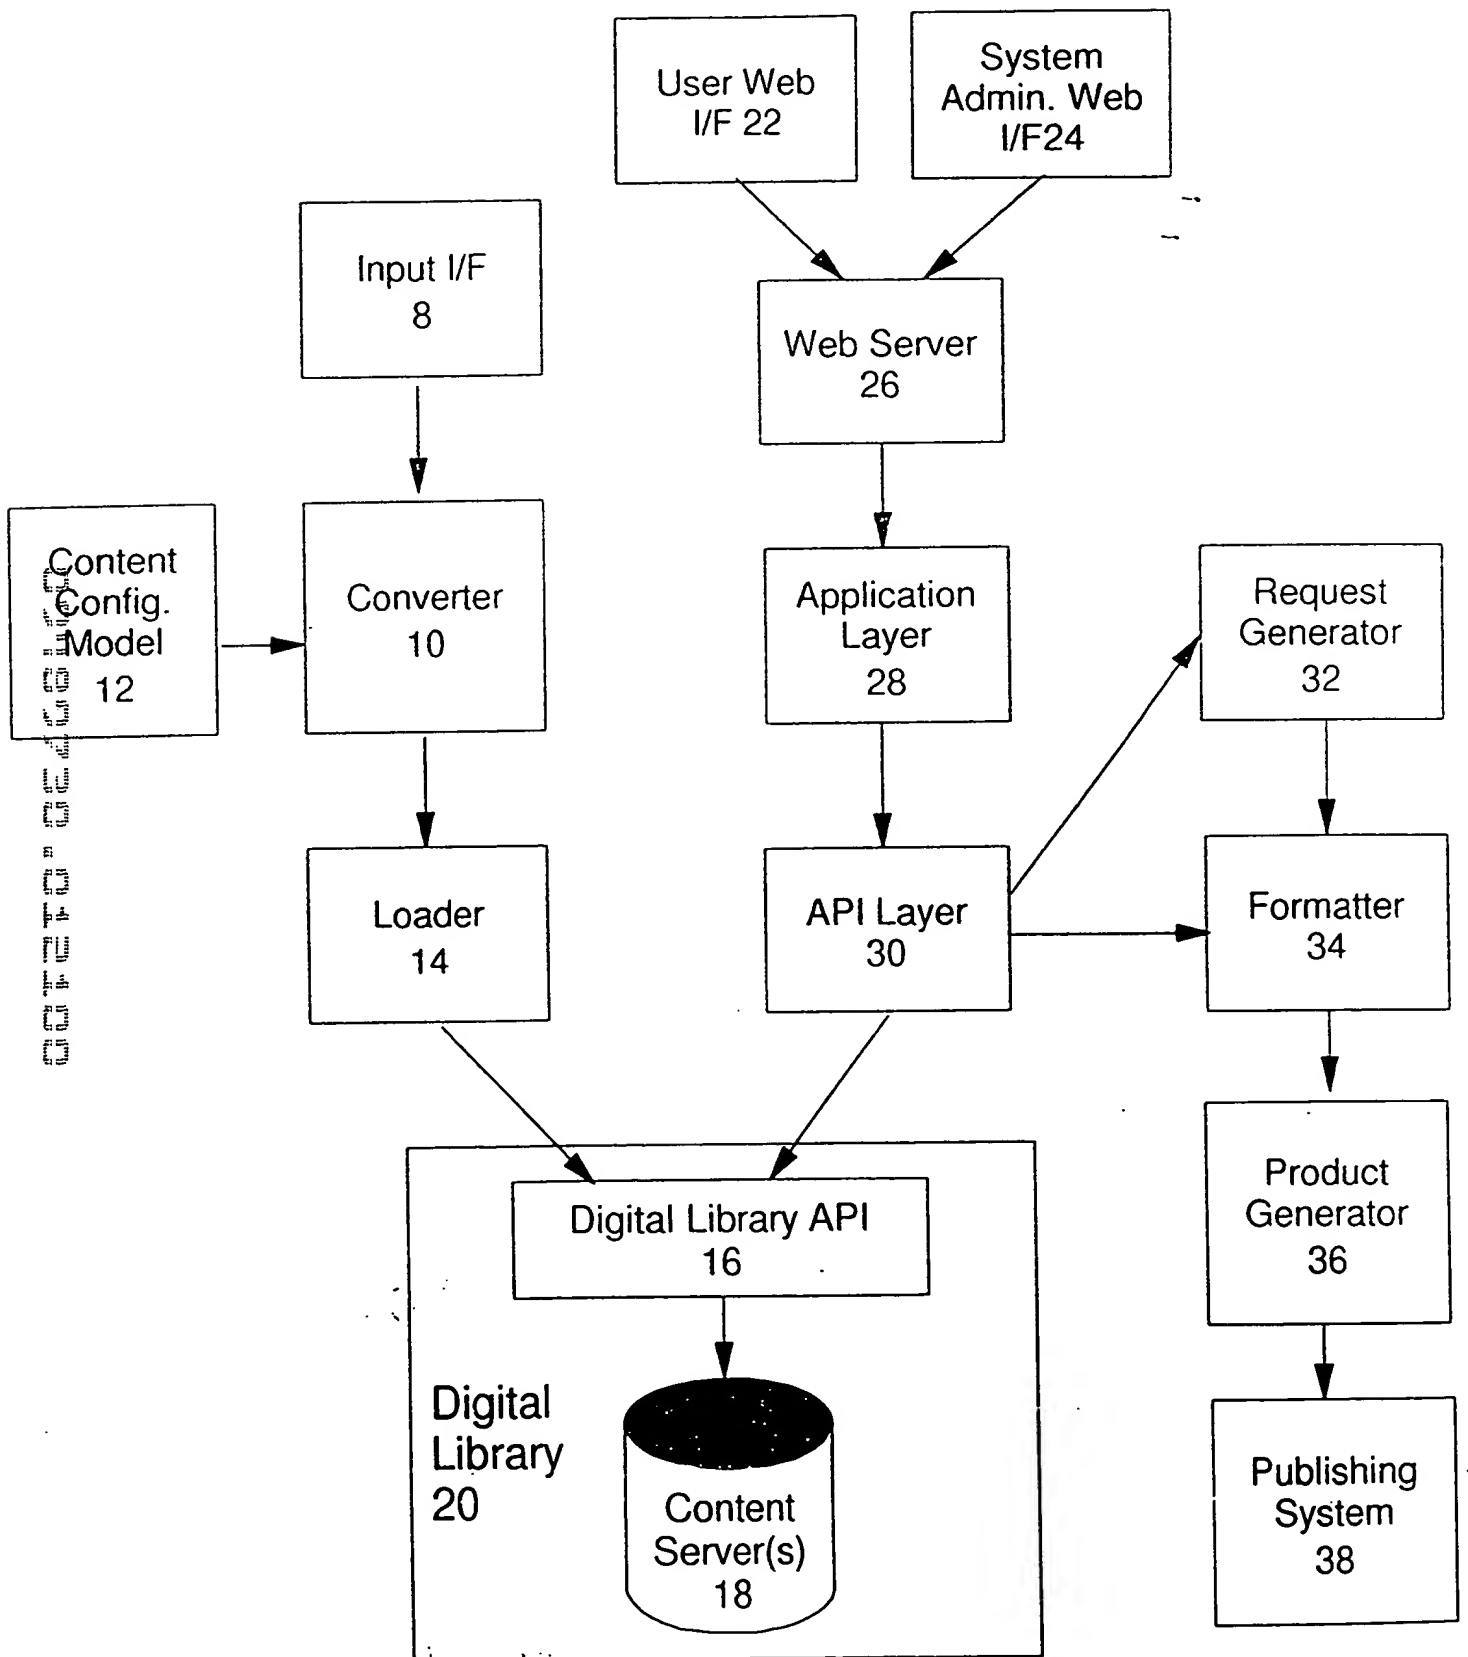 User Web
I/F 22
System
Admin. Web
I/F24
Input I/F
8
Web Server
26
Content
Config.
Model
12
Converter
10
Application
Layer
28
Request
Generator
32
Loader
14
API Layer
30
Formatter
34
Digital Library API
16
Product
Generator
36
Digital
Library
20
Content
Server(s)
18
Publishing
System
38